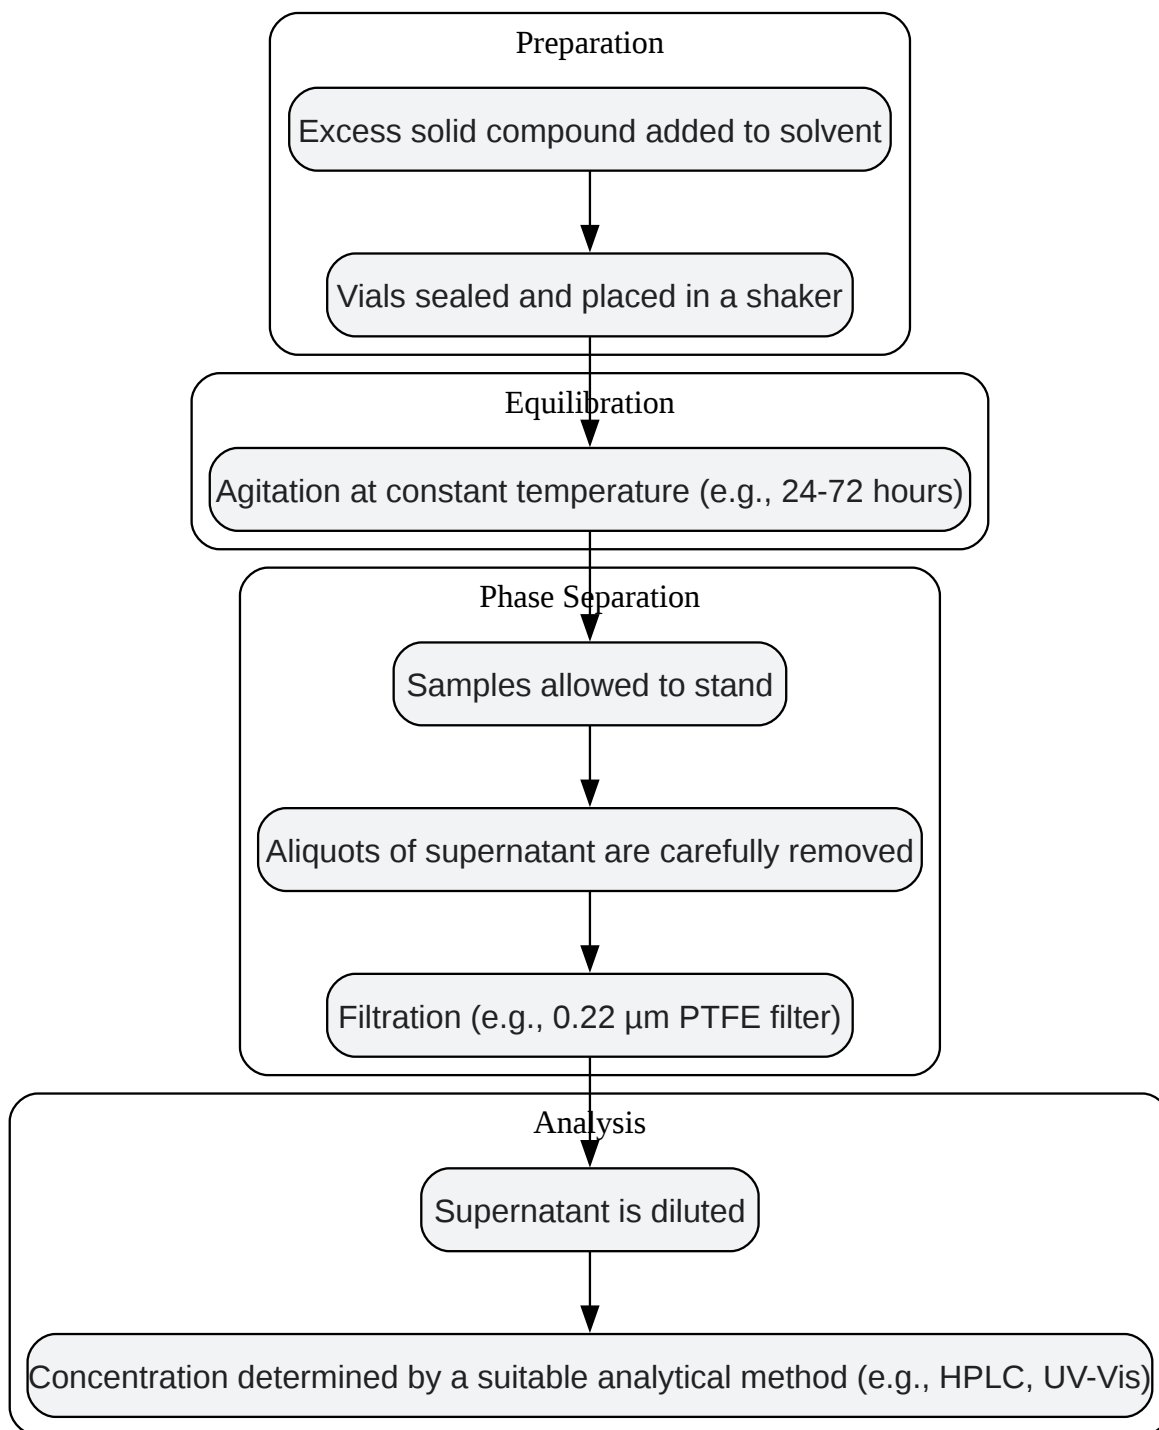 Preparation
Excess solid compound added to solvent
Vials sealed and placed in a shaker
Equilibration
Agitation at constant temperature (e.g., 24-72 hours)
Phase Separation
Samples allowed to stand
Aliquots of supernatant are carefully removed
Filtration (e.g., 0.22 µm PTFE filter)
Analysis
Supernatant is diluted
Concentration determined by a suitable analytical method (e.g., HPLC, UV-Vis)